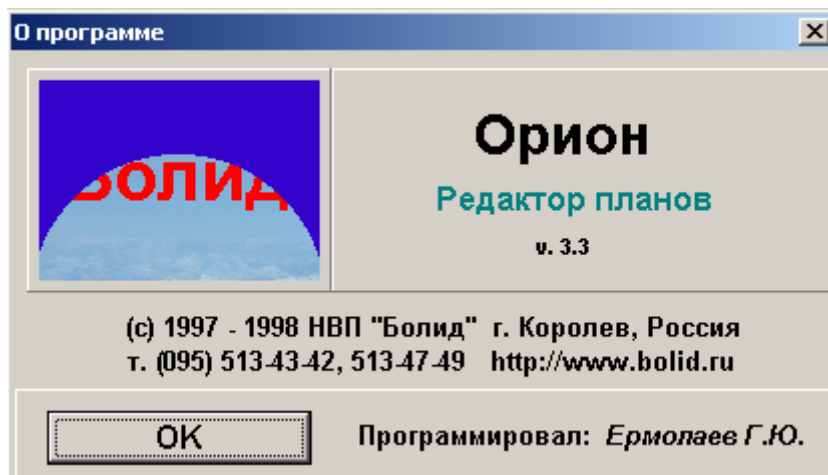 О программе
Болид
Орион
Редактор планов
v. 3.3
(c) 1997 - 1998 НВП "Болид" г. Королев, Россия
т. (095) 513-43-42, 513-47-49 http://www.bolid.ru
OK
Программировал: Ермолаев Г.Ю.